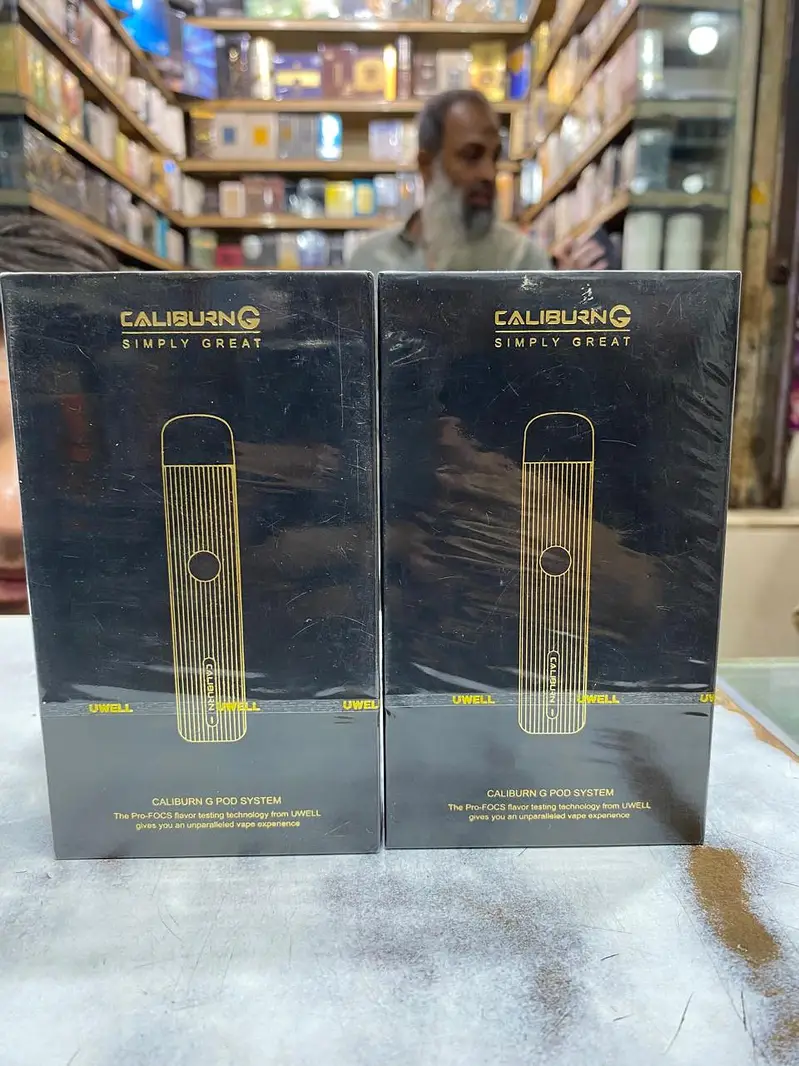 CALIBURN G
SIMPLY GREAT
CALIBURN
UWELL UWELL UWEL
CALIBURN G POD SYSTEM
The Pro-FOCS flavor testing technology from UWELL
gives you an unparalleled vape experience
CALIBURN G
SIMPLY GREAT
CALIBURN
UWELL UWELL UW
CALIBURN G POD SYSTEM
The Pro-FOCS flavor testing technology from UWELL
gives you an unparalleled vape experience